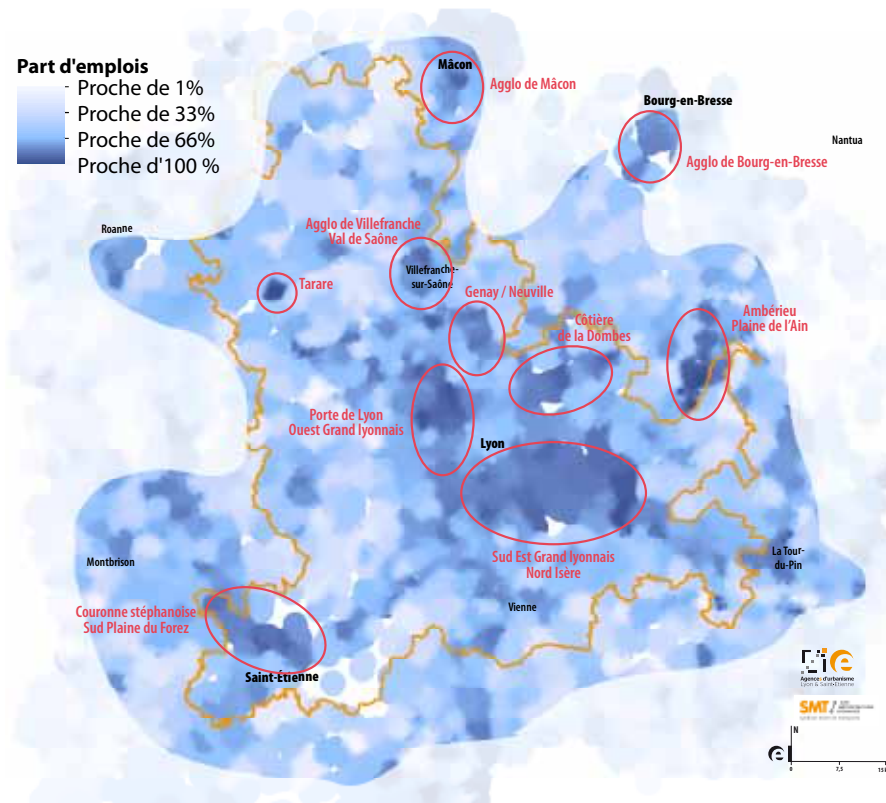 Part d'emplois
Proche de 1%
Proche de 33%
Proche de 66%
Proche d'100 %
Mâcon
Agglo de Mâcon
Bourg-en-Bresse
Agglo de Bourg-en-Bresse
Nantua
Roanne
Agglo de Villefranche
Val de Saône
Villefranche-
sur-Saône
Tarare
Genay / Neuville
Côtière
de la Dombes
Ambérieu
Plaine de l'Ain
Porte de Lyon
Ouest Grand lyonnais
Lyon
Sud Est Grand lyonnais
Nord Isère
La Tour-
du-Pin
Montbrison
Vienne
Couronne stéphanoise
Sud Plaine du Forez
Saint-Étienne
Agences d'urbanisme
Lyon & Saint-Etienne
SMT
N
0 7,5 15